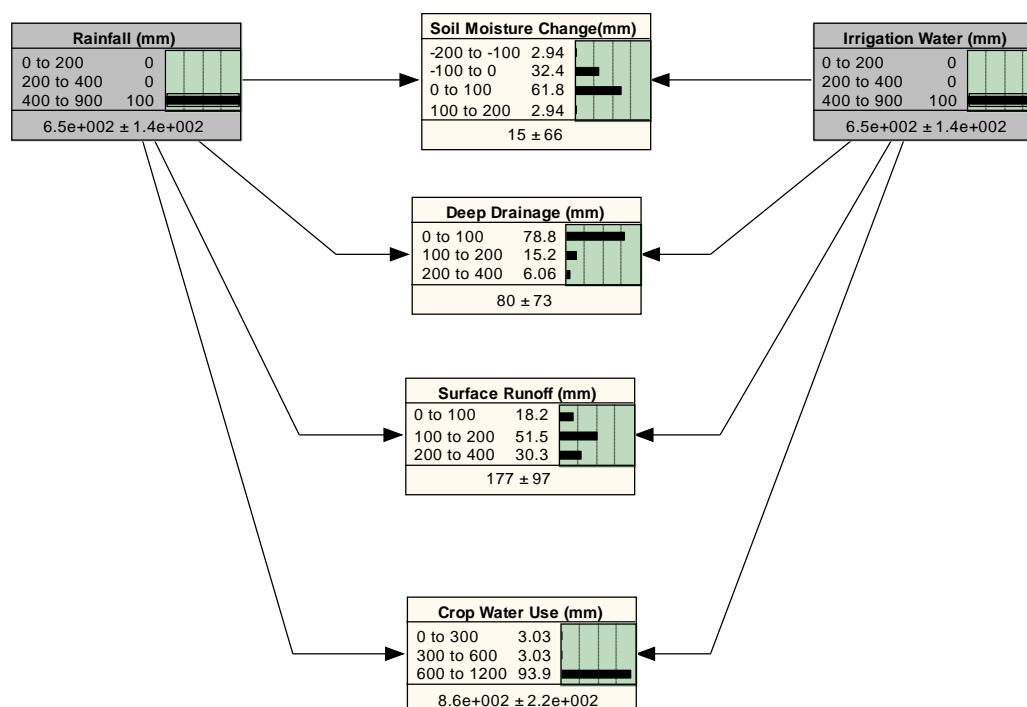 Rainfall (mm)
0 to 200 0
200 to 400 0
400 to 900 100
6.5e+002 ± 1.4e+002
Soil Moisture Change(mm)
-200 to -100 2.94
-100 to 0 32.4
0 to 100 61.8
100 to 200 2.94
15 ± 66
Irrigation Water (mm)
0 to 200 0
200 to 400 0
400 to 900 100
6.5e+002 ± 1.4e+002
Deep Drainage (mm)
0 to 100 78.8
100 to 200 15.2
200 to 400 6.06
80 ± 73
Surface Runoff (mm)
0 to 100 18.2
100 to 200 51.5
200 to 400 30.3
177 ± 97
Crop Water Use (mm)
0 to 300 3.03
300 to 600 3.03
600 to 1200 93.9
8.6e+002 ± 2.2e+002